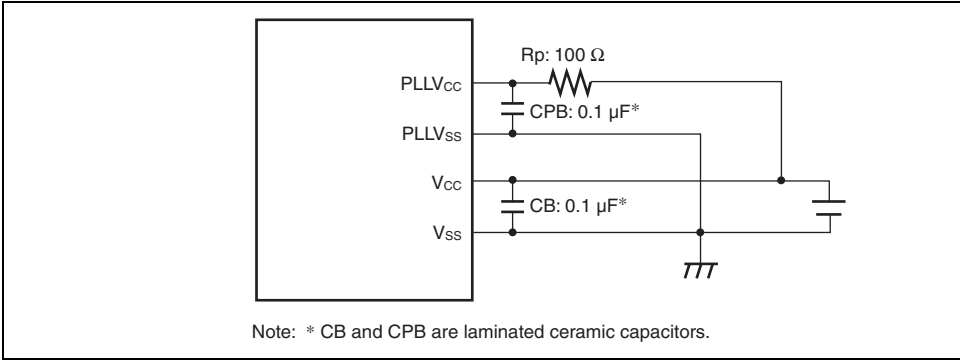 Rp: 100 Ω
PLLVCC
CPB: 0.1 µF*
PLLVSS
VCC
CB: 0.1 µF*
VSS
Note: * CB and CPB are laminated ceramic capacitors.